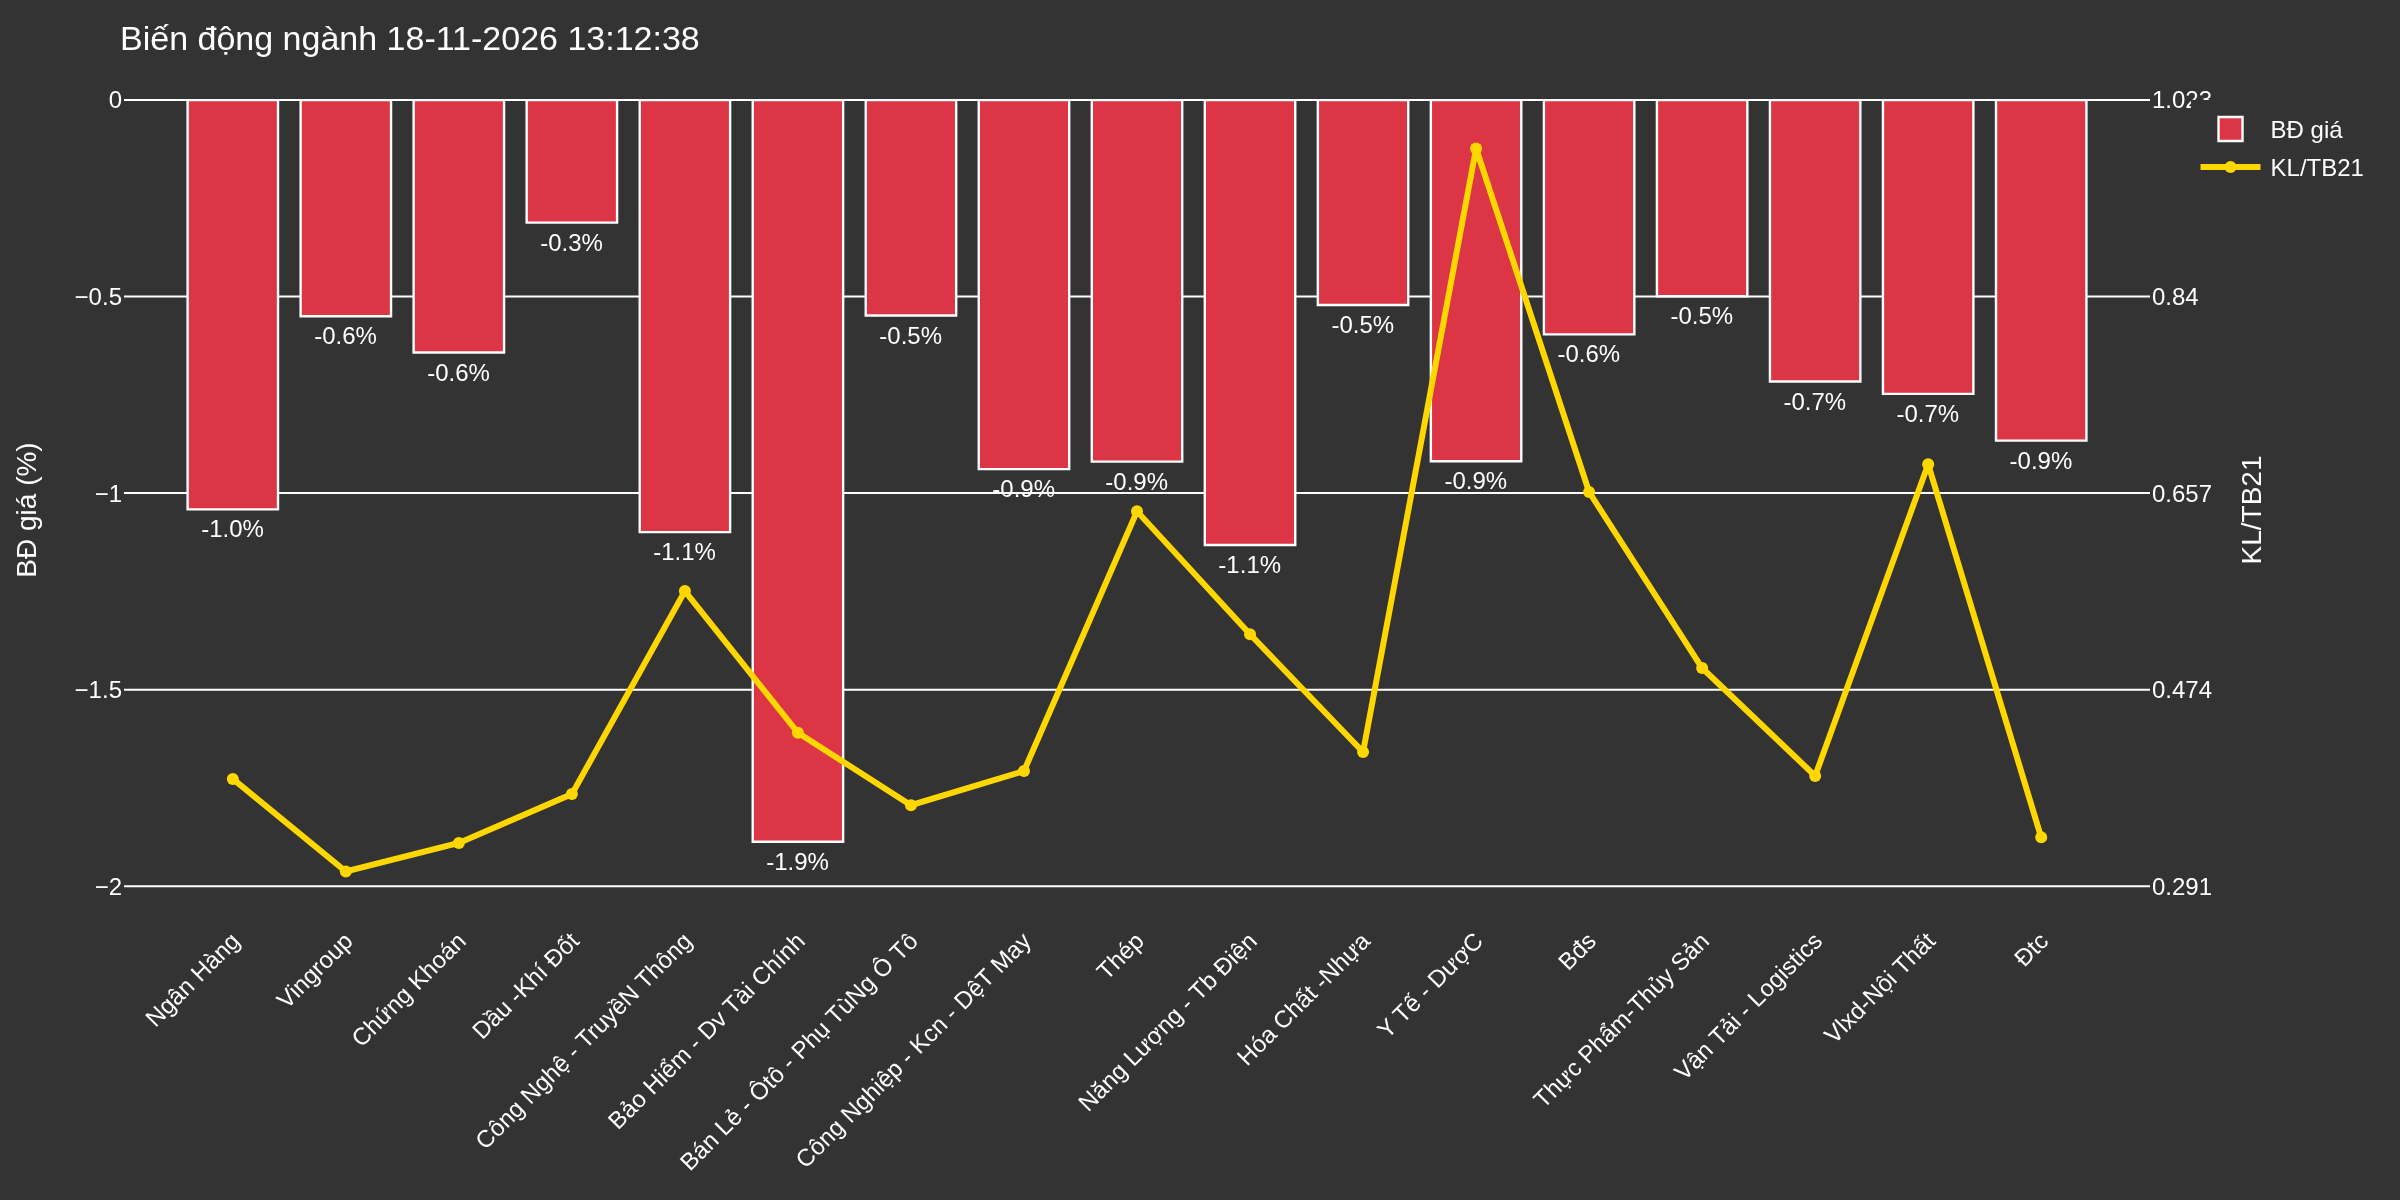 Biến động ngành 18-11-2026 13:12:38
0
−0.5
−1
−1.5
−2
BĐ giá (%)
-1.0%
-0.6%
-0.6%
-0.3%
-1.1%
-1.9%
-0.5%
-0.9%
-0.9%
-1.1%
-0.5%
-0.9%
-0.6%
-0.5%
-0.7%
-0.7%
-0.9%
1.023
0.84
0.657
0.474
0.291
KL/TB21
BĐ giá
KL/TB21
Ngân Hàng
Vingroup
Chứng Khoán
Dầu -Khí Đốt
Công Nghệ - TruyềN Thông
Bảo Hiểm - Dv Tài Chính
Bán Lẻ - Ôtô - Phụ TùNg Ô Tô
Công Nghiệp - Kcn - DệT May
Thép
Năng Lượng - Tb Điện
Hóa Chất -Nhựa
Y Tế - DượC
Bđs
Thực Phẩm-Thủy Sản
Vận Tải - Logistics
Vlxd-Nội Thất
Đtc